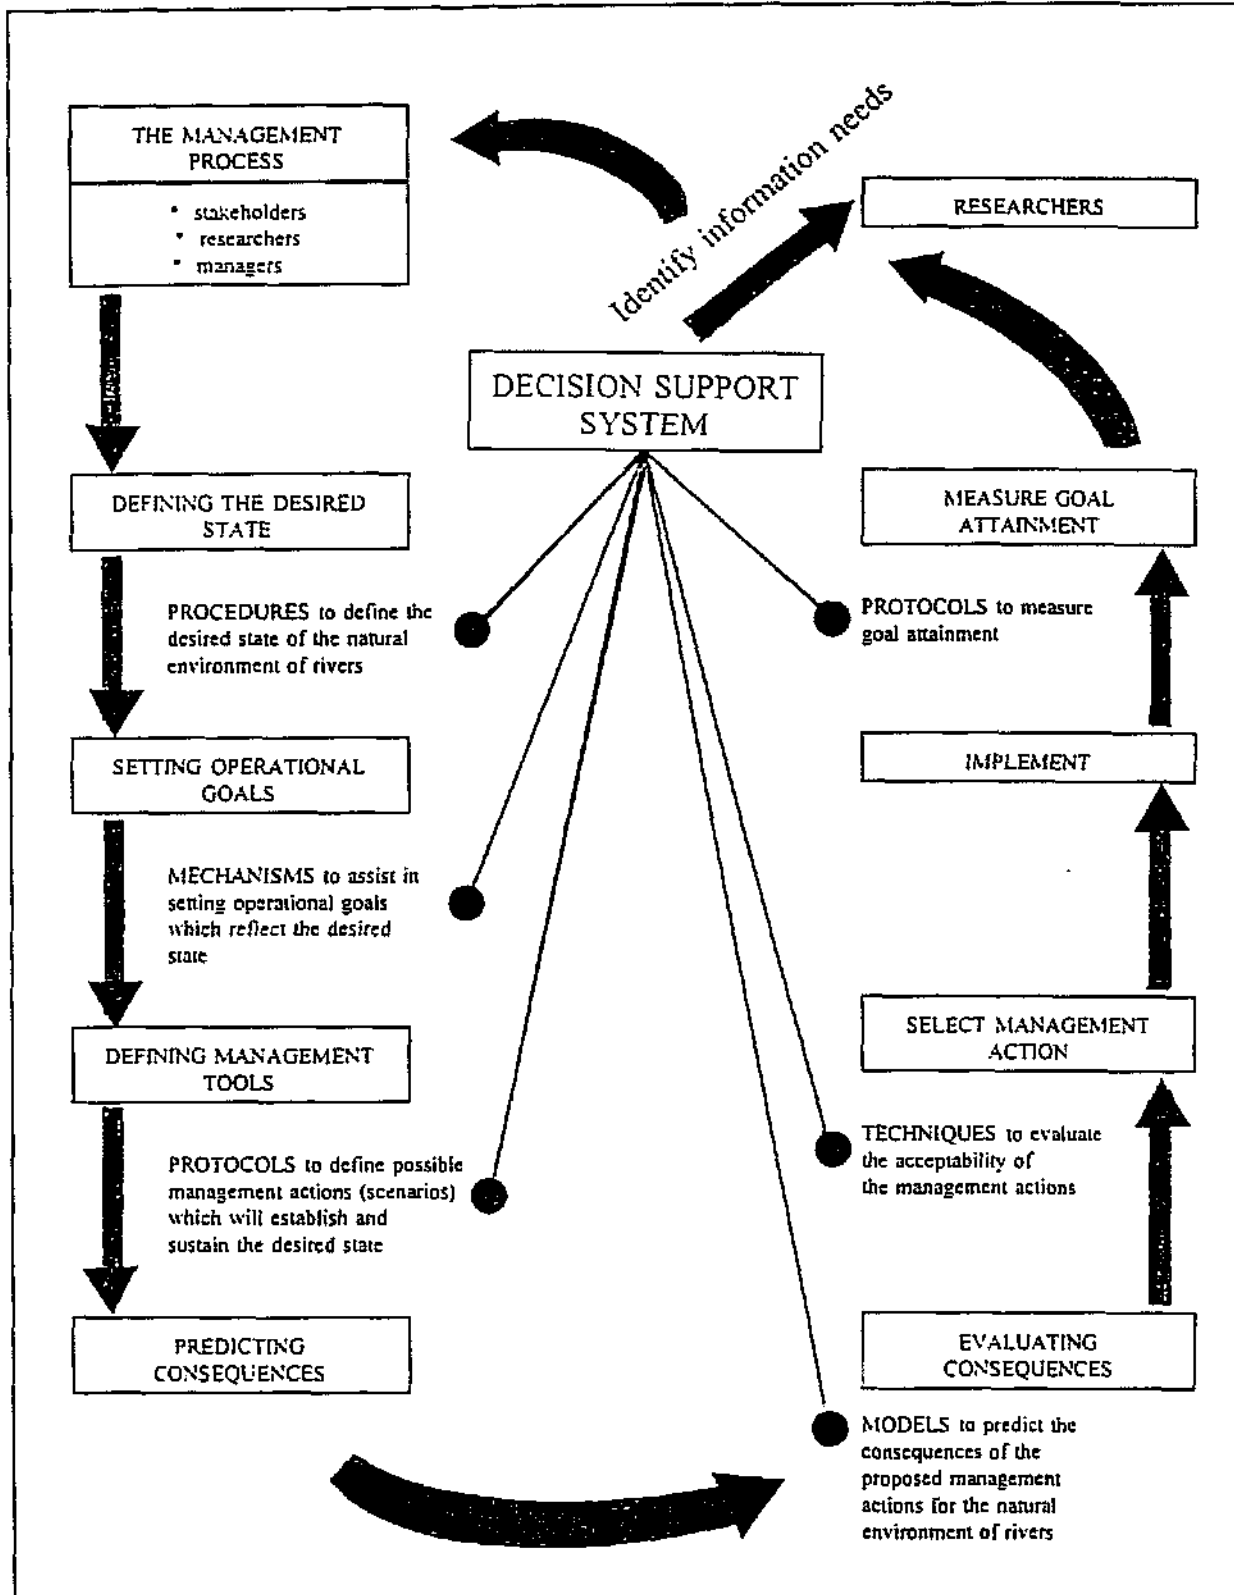 THE MANAGEMENT
PROCESS
• stakeholders
• researchers
• managers
Identify information needs
RESEARCHERS
DECISION SUPPORT
SYSTEM
DEFINING THE DESIRED
STATE
PROCEDURES to define the
desired state of the natural
environment of rivers
SETTING OPERATIONAL
GOALS
MECHANISMS to assist in
setting operational goals
which reflect the desired
state
DEFINING MANAGEMENT
TOOLS
PROTOCOLS to define possible
management actions (scenarios)
which will establish and
sustain the desired state
PREDICTING
CONSEQUENCES
MEASURE GOAL
ATTAINMENT
PROTOCOLS to measure
goal attainment
IMPLEMENT
SELECT MANAGEMENT
ACTION
TECHNIQUES to evaluate
the acceptability of
the management actions
EVALUATING
CONSEQUENCES
MODELS to predict the
consequences of the
proposed management
actions for the natural
environment of rivers